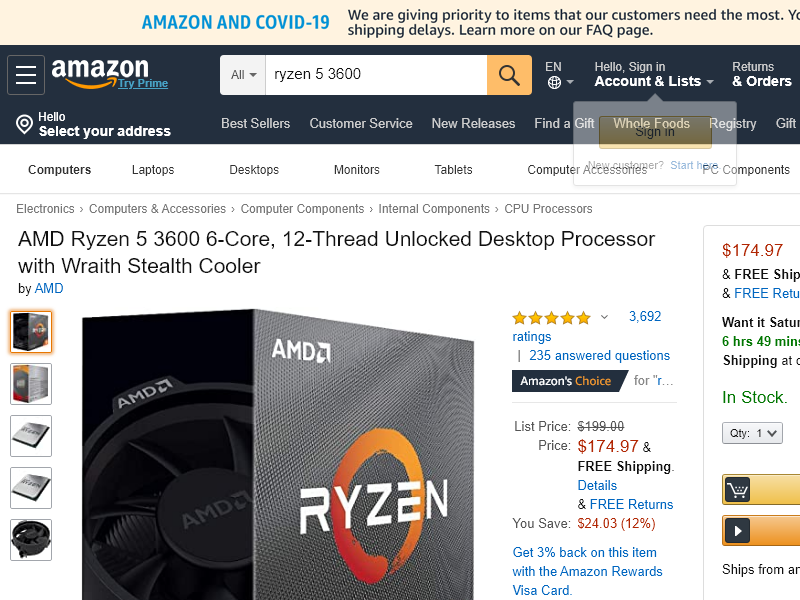 AMAZON AND COVID-19
We are giving priority to items that our customers need the most. Yo
shipping delays. Learn more on our FAQ page.
amazon
Try Prime
All
ryzen 5 3600
EN
Hello, Sign in
Account & Lists
Returns
& Orders
Hello
Select your address
Best Sellers
Customer Service
New Releases
Find a Gift
Whole Foods
Registry
Gift
Sign in
New customer? Start here.
Computers
Laptops
Desktops
Monitors
Tablets
Computer Accessories
PC Components
Electronics › Computers & Accessories › Computer Components › Internal Components › CPU Processors
AMD Ryzen 5 3600 6-Core, 12-Thread Unlocked Desktop Processor
with Wraith Stealth Cooler
by AMD
3,692
ratings
| 235 answered questions
Amazon's Choice for "r...
List Price: $199.00
Price: $174.97 &
FREE Shipping.
Details
& FREE Returns
You Save: $24.03 (12%)
Get 3% back on this item
with the Amazon Rewards
Visa Card.
AMD
AMD
AMD
RYZEN
$174.97
& FREE Ship
& FREE Retu
Want it Satur
6 hrs 49 mins
Shipping at c
In Stock.
Qty: 1
Ships from an